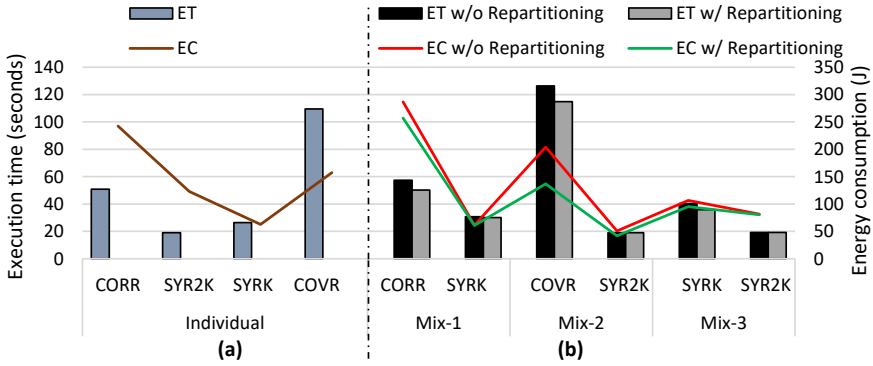 ET
EC
ET w/o Repartitioning
ET w/ Repartitioning
EC w/o Repartitioning
EC w/ Repartitioning
Execution time (seconds)
140
120
100
80
60
40
20
0
350
300
250
200
150
100
50
0
Energy consumption (J)
CORR SYR2K SYRK COVR CORR SYRK COVR SYR2K SYRK SYR2K
Individual Mix-1 Mix-2 Mix-3
(a) (b)